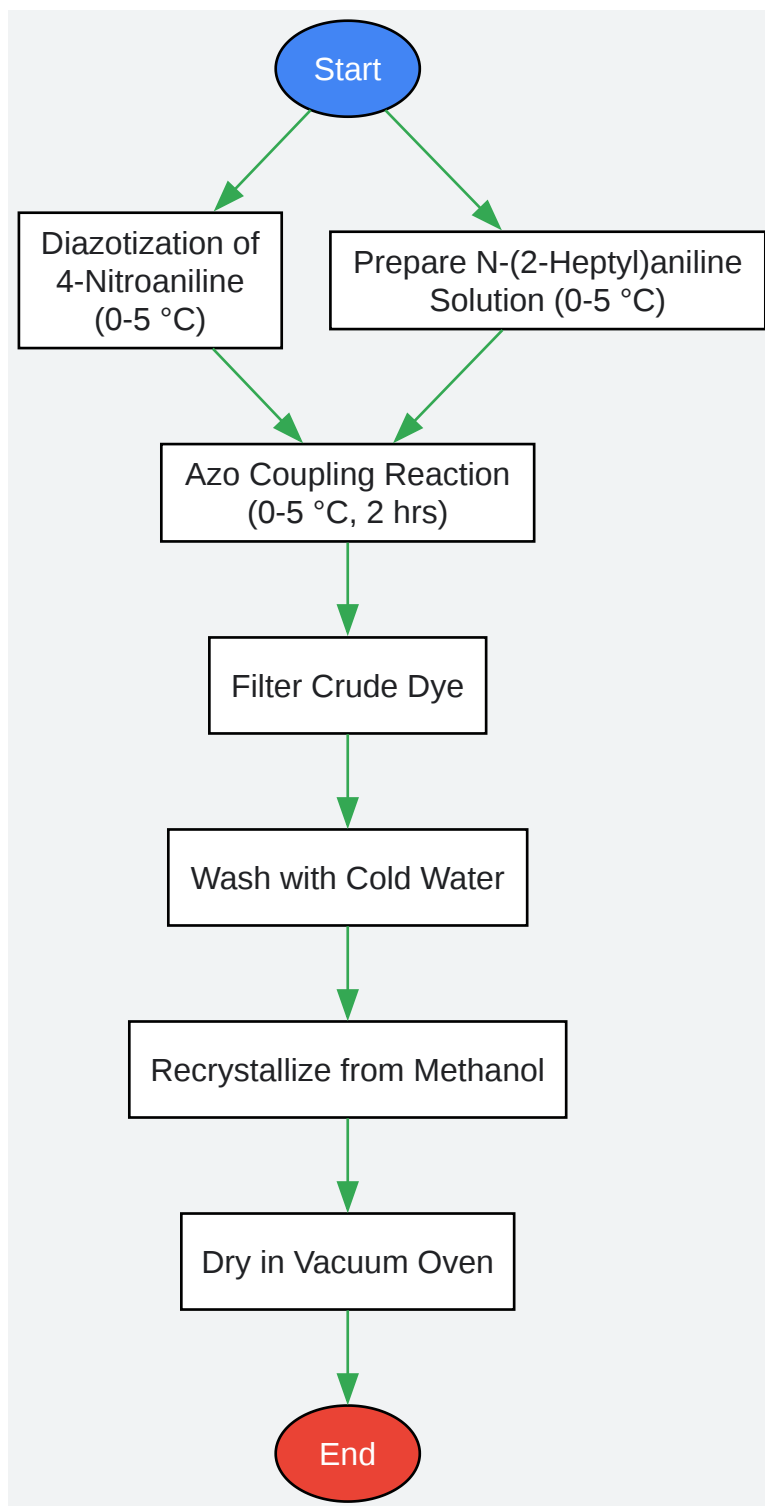 Start
Diazotization of
4-Nitroaniline
(0-5 °C)
Prepare N-(2-Heptyl)aniline
Solution (0-5 °C)
Azo Coupling Reaction
(0-5 °C, 2 hrs)
Filter Crude Dye
Wash with Cold Water
Recrystallize from Methanol
Dry in Vacuum Oven
End